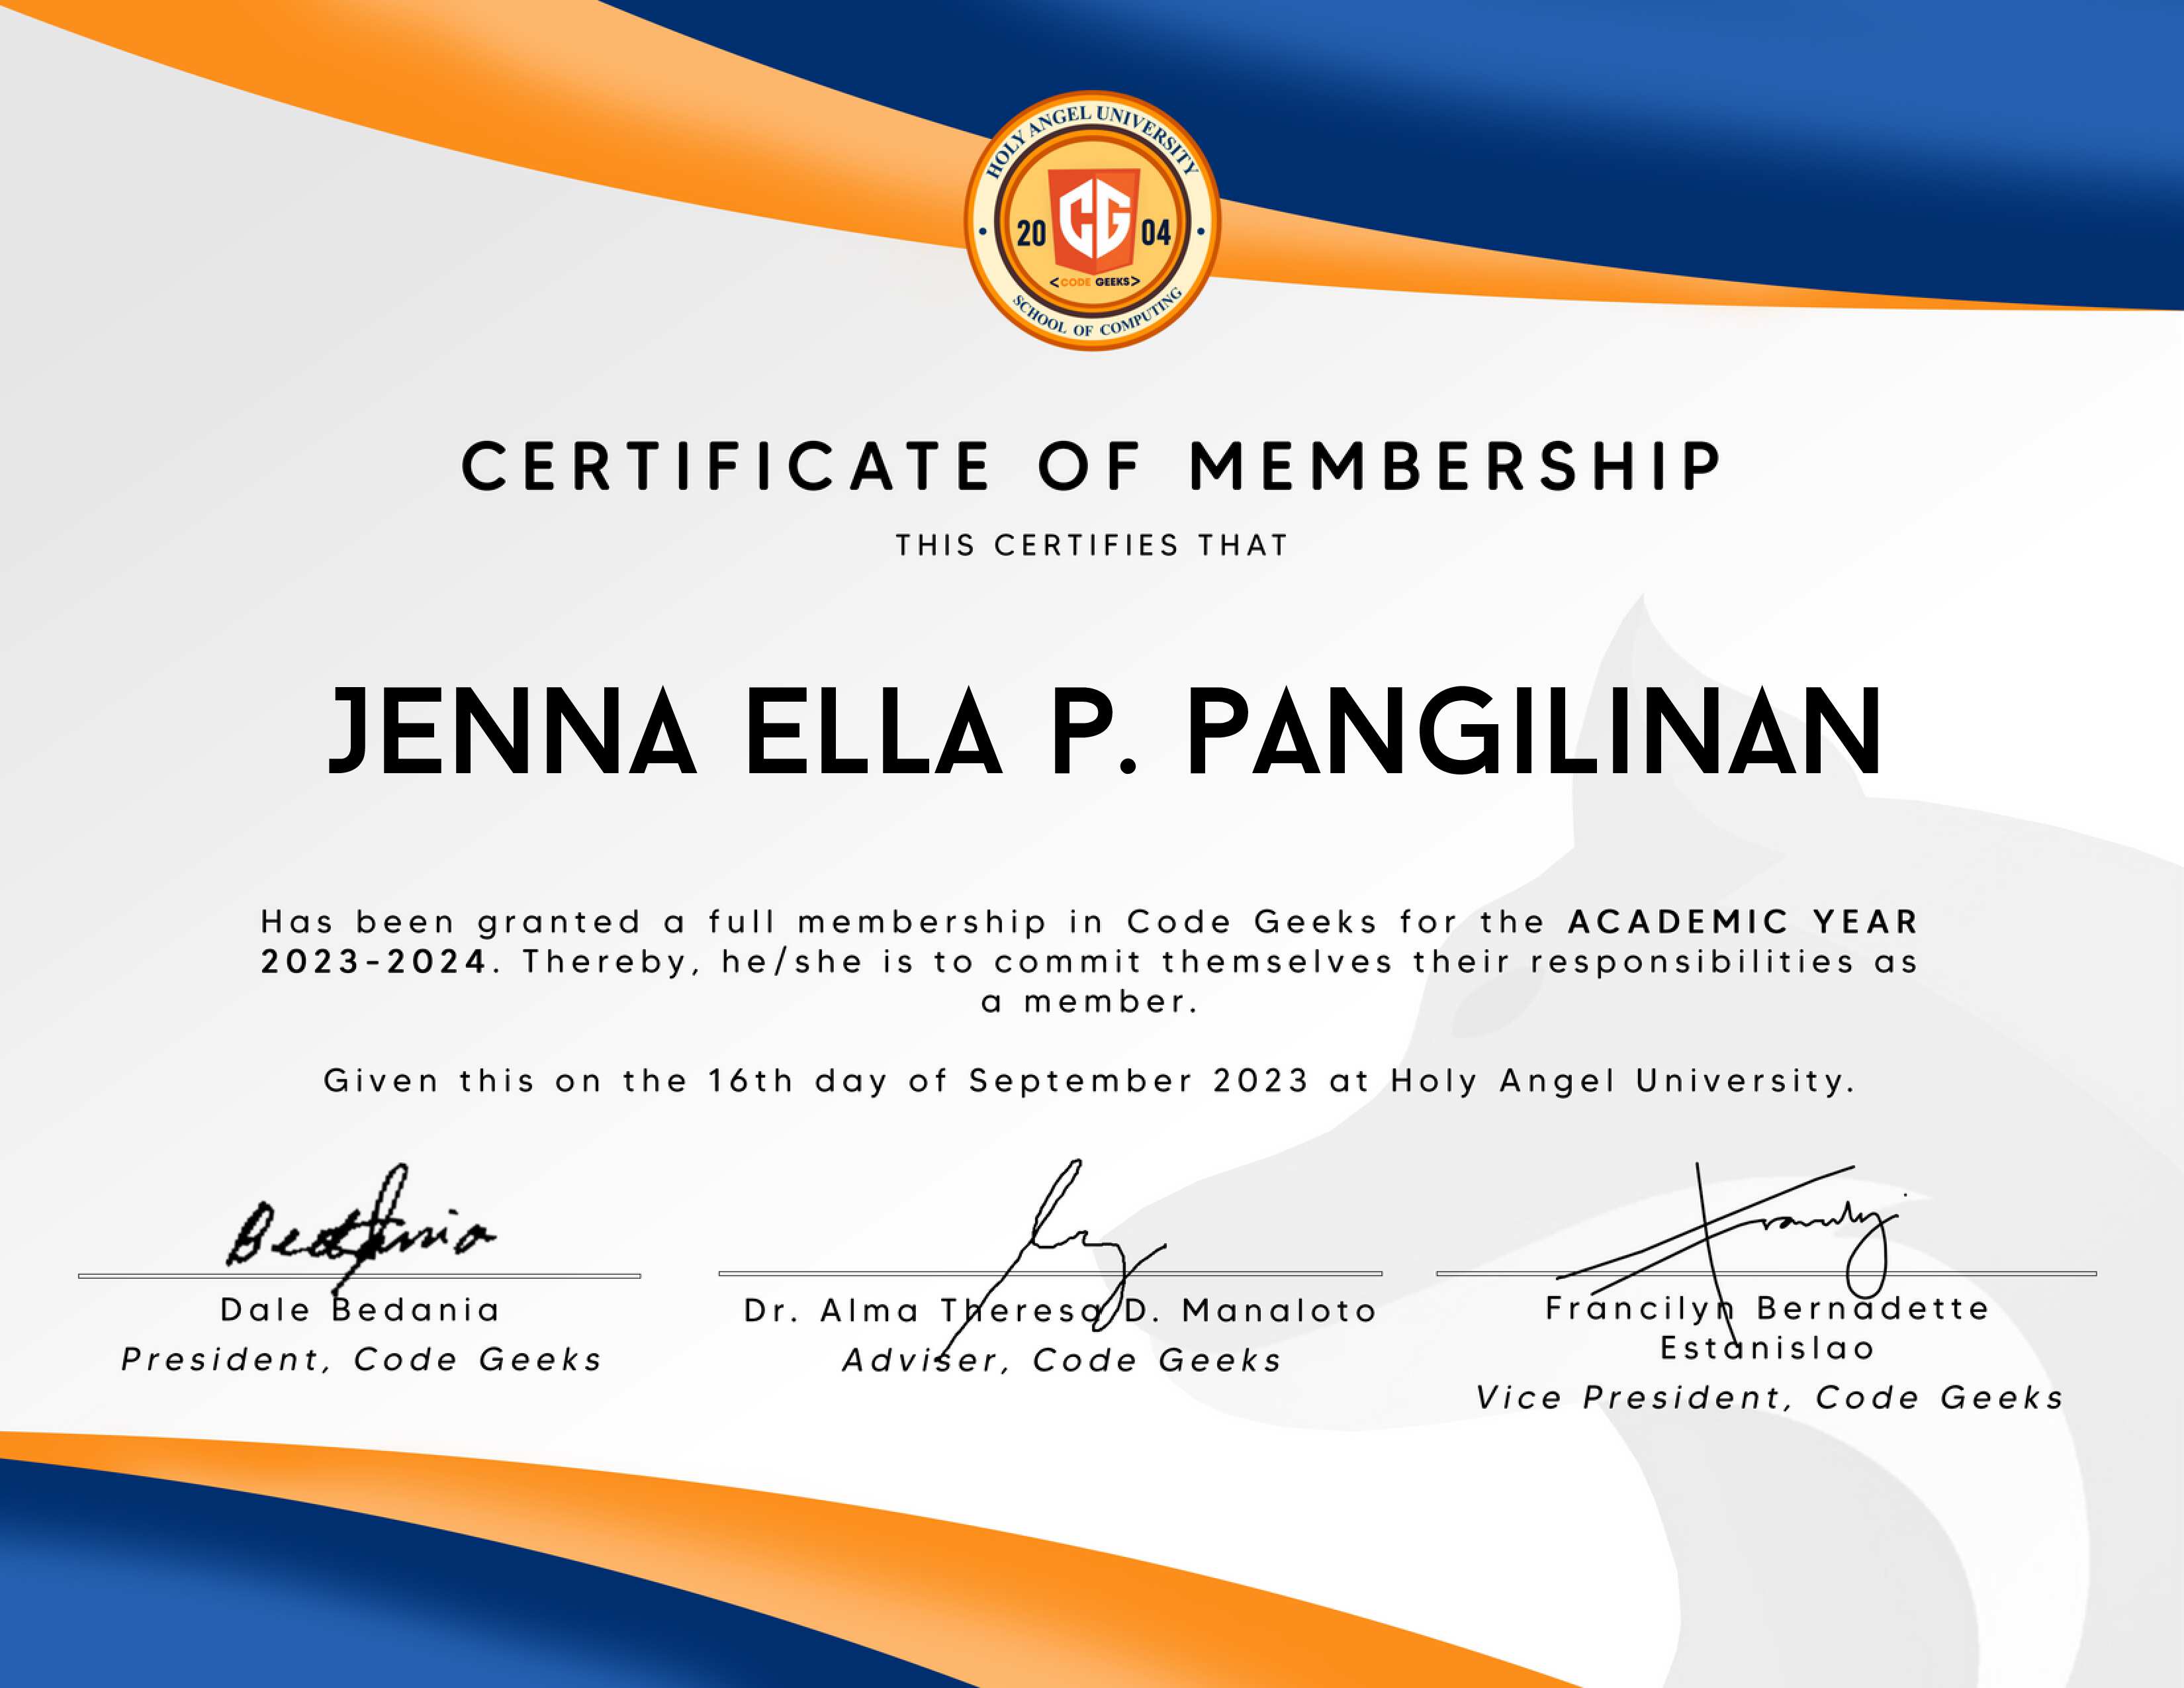 HOLY ANGEL UNIVERSITY
20 CG 04
<CODE GEEKS>
SCHOOL OF COMPUTING
CERTIFICATE OF MEMBERSHIP
THIS CERTIFIES THAT
JENNA ELLA P. PANGILINAN
Has been granted a full membership in Code Geeks for the ACADEMIC YEAR
2023-2024. Thereby, he/she is to commit themselves their responsibilities as
a member.
Given this on the 16th day of September 2023 at Holy Angel University.
Bedania
Dale Bedania
President, Code Geeks
Dr. Alma Theresa D. Manaloto
Adviser, Code Geeks
Francilyn Bernadette
Estanislao
Vice President, Code Geeks